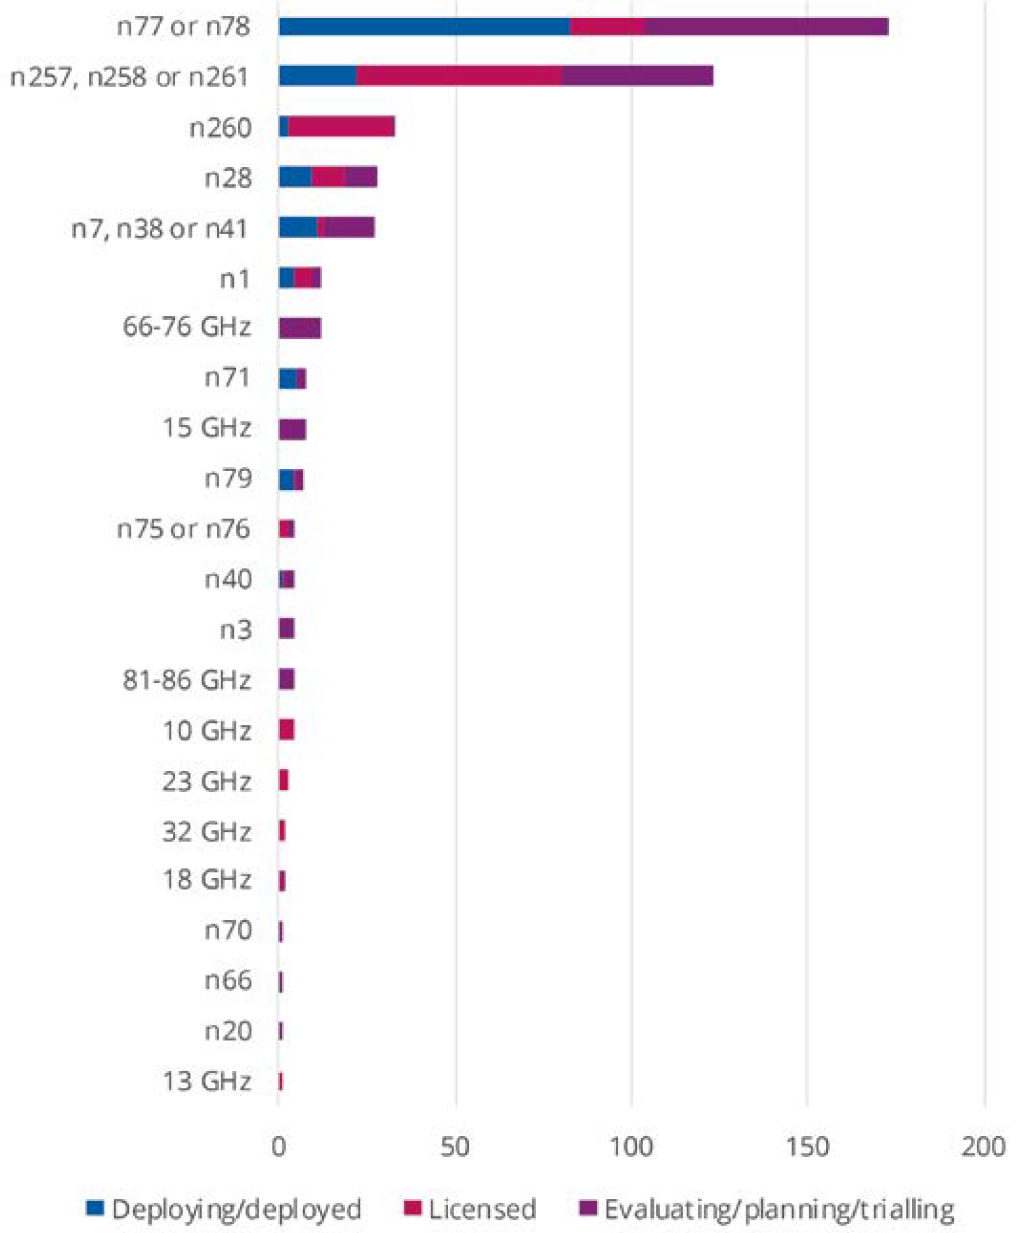 n77 or n78
n257, n258 or n261
n260
n28
n7, n38 or n41
n1
66-76 GHz
n71
15 GHz
n79
n75 or n76
n40
n3
81-86 GHz
10 GHz
23 GHz
32 GHz
18 GHz
n70
n66
n20
13 GHz
0 50 100 150 200
Deploying/deployed Licensed Evaluating/planning/trialling